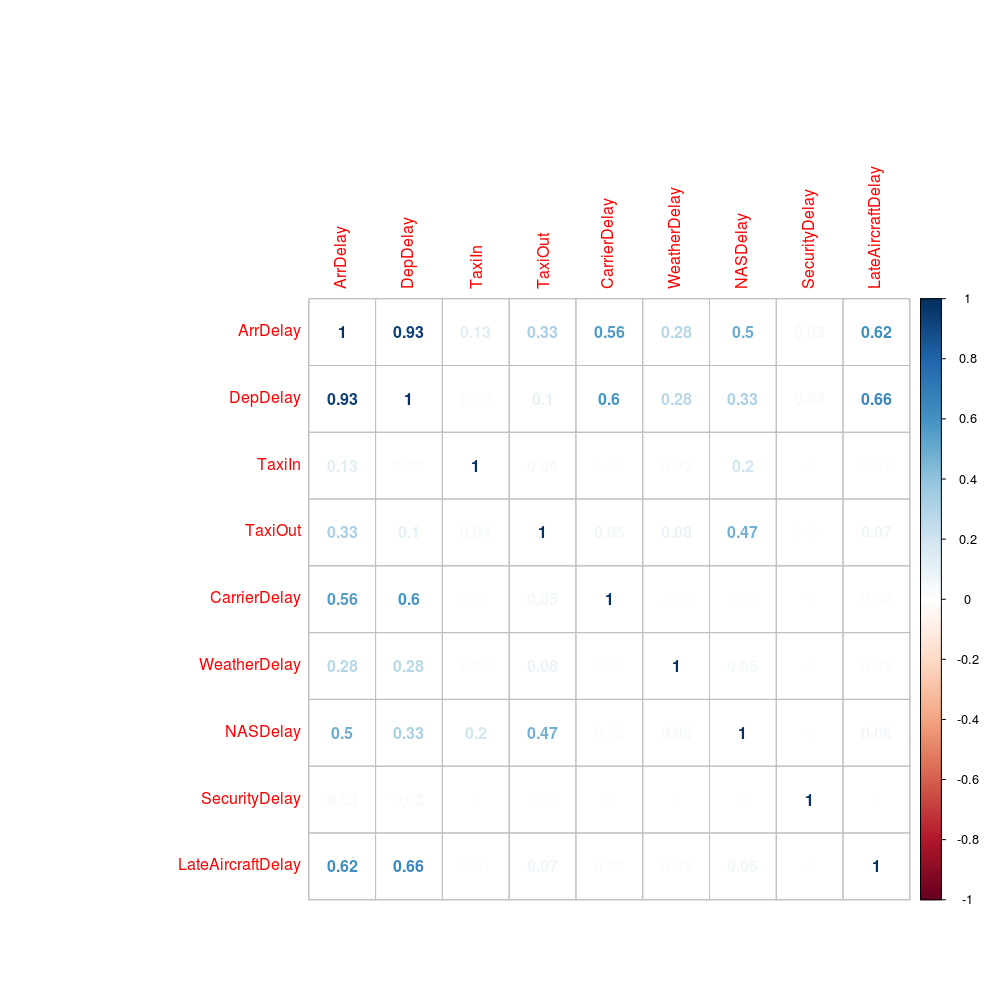 ArrDelay DepDelay TaxiIn TaxiOut CarrierDelay WeatherDelay NASDelay SecurityDelay LateAircraftDelay
ArrDelay 1 0.93 0.13 0.33 0.56 0.28 0.5 0.03 0.62
DepDelay 0.93 1 0.02 0.1 0.6 0.28 0.33 0.03 0.66
TaxiIn 0.13 0.02 1 0.04 0.02 0.2 0.01
TaxiOut 0.33 0.1 0.04 1 0.05 0.08 0.47 0.07
CarrierDelay 0.56 0.6 0.05 1 0.02 0.02
WeatherDelay 0.28 0.28 0.02 0.08 1 0.05 0.03
NASDelay 0.5 0.33 0.2 0.47 0.02 0.05 1 0.06
SecurityDelay 0.03 0.03 1
LateAircraftDelay 0.62 0.66 0.01 0.07 0.02 0.03 0.06 1
1
0.8
0.6
0.4
0.2
0
-0.2
-0.4
-0.6
-0.8
-1